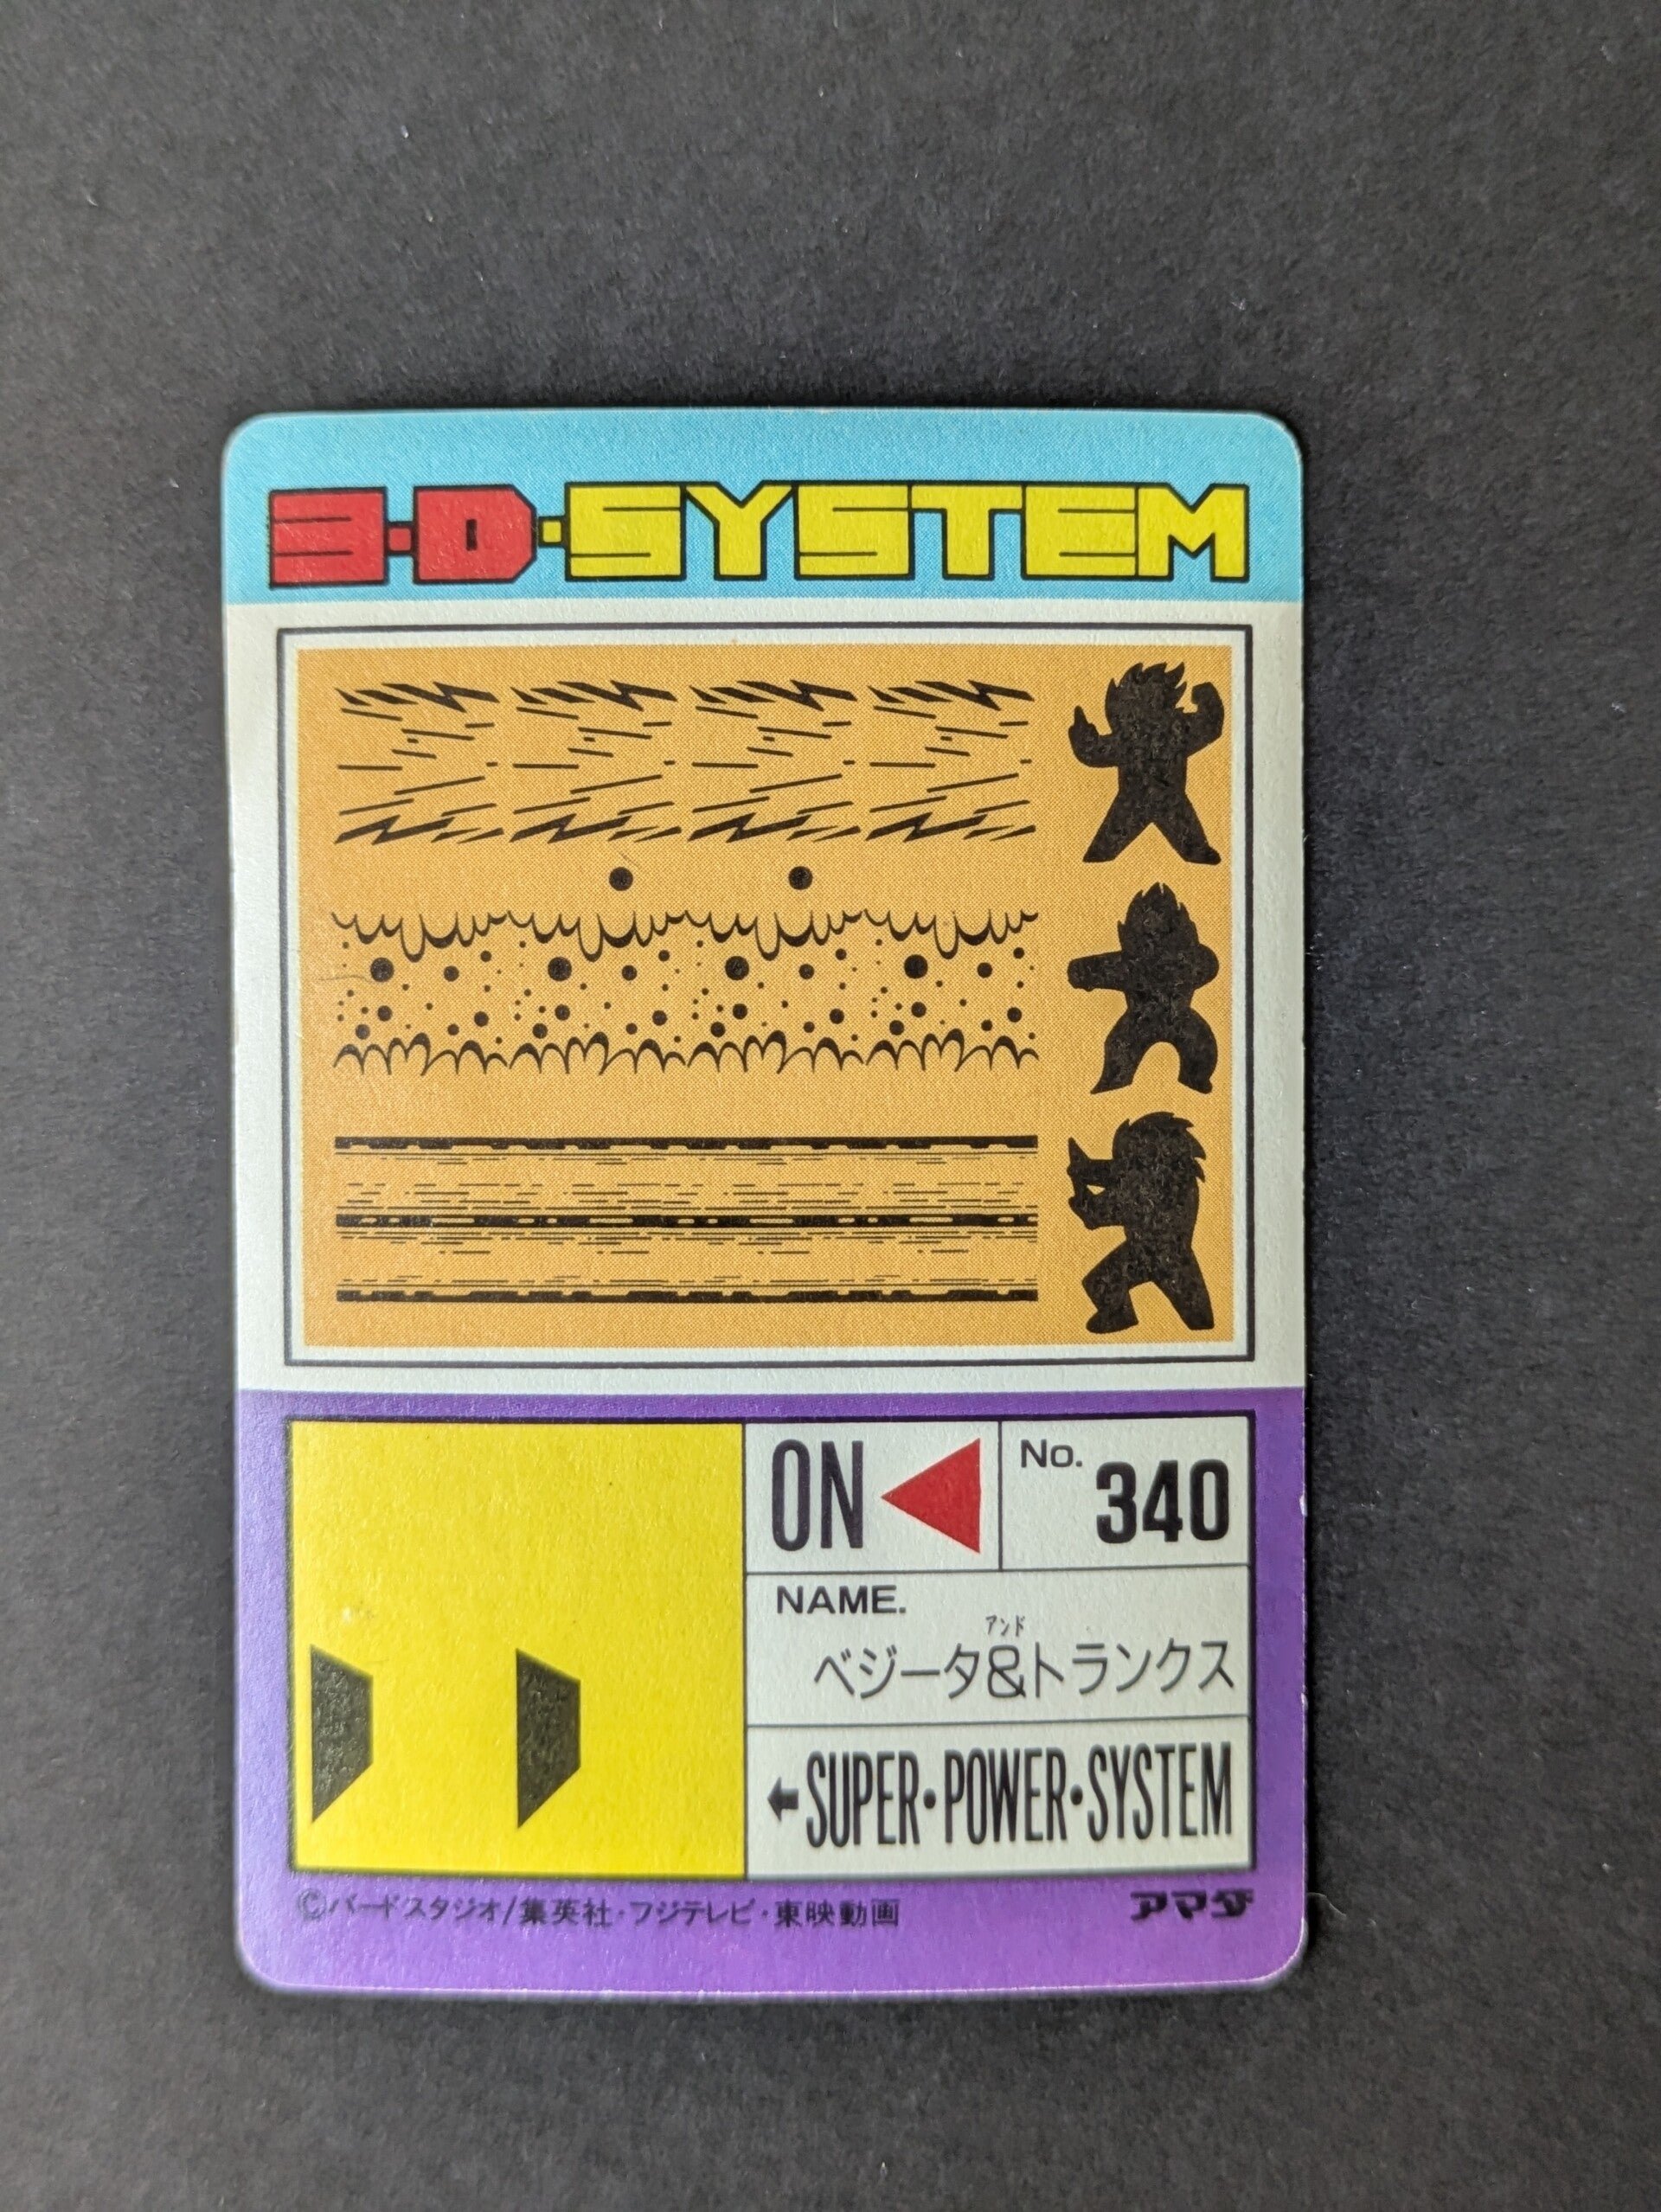 3・D・SYSTEM
ON
No. 340
NAME.
アンド
ベジータ&トランクス
←SUPER・POWER・SYSTEM
©バードスタジオ/集英社・フジテレビ・東映動画
アマダ